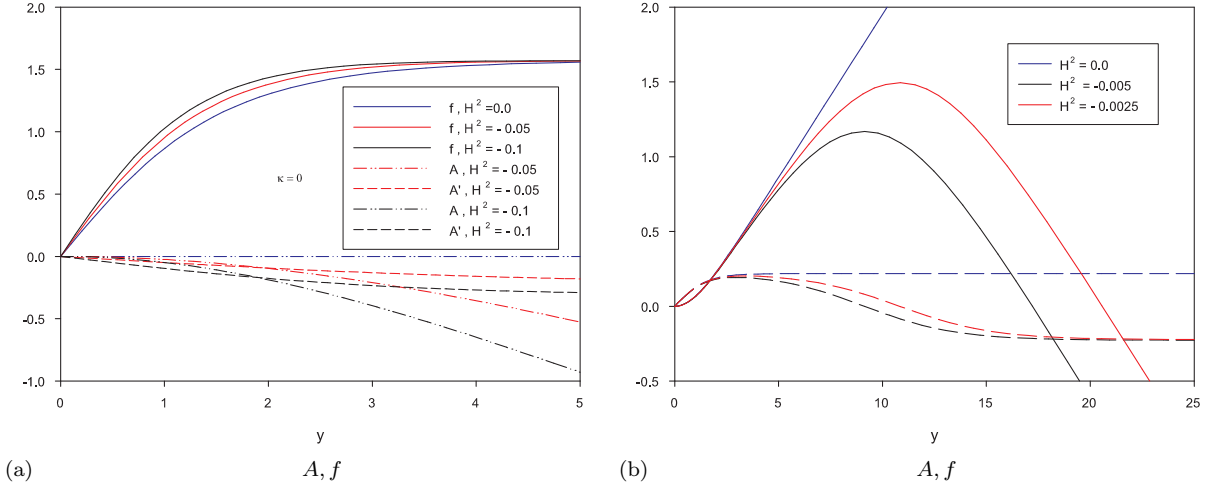 2.0
1.5
1.0
0.5
0.0
-0.5
-1.0
f , H² =0.0
f , H² = - 0.05
f , H² = - 0.1
A , H² = - 0.05
A' , H² = - 0.05
A , H² = - 0.1
A' , H² = - 0.1
κ = 0
0 1 2 3 4 5
y
(a) A, f
2.0
1.5
1.0
0.5
0.0
-0.5
H² = 0.0
H² = -0.005
H² = -0.0025
0 5 10 15 20 25
y
(b) A, f